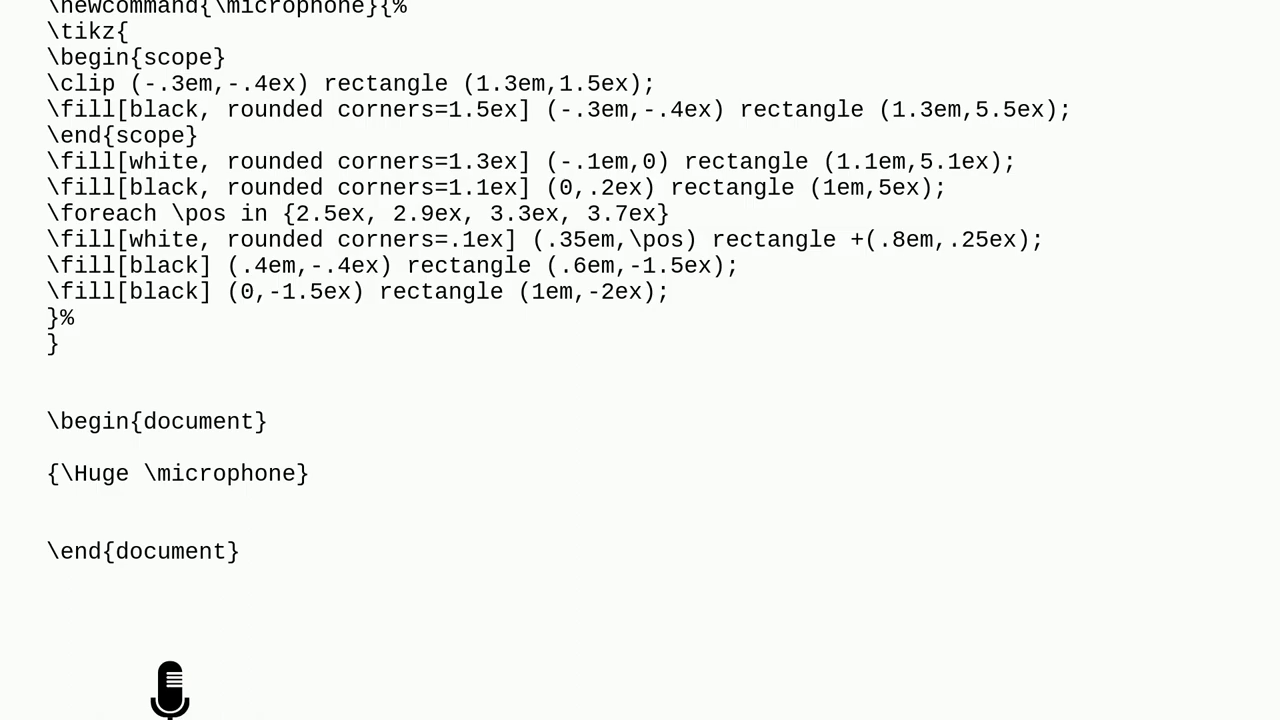 \newcommand{\microphone}{%
\tikz{
\begin{scope}
\clip (-.3em,-.4ex) rectangle (1.3em,1.5ex);
\fill[black, rounded corners=1.5ex] (-.3em,-.4ex) rectangle (1.3em,5.5ex);
\end{scope}
\fill[white, rounded corners=1.3ex] (-.1em,0) rectangle (1.1em,5.1ex);
\fill[black, rounded corners=1.1ex] (0,.2ex) rectangle (1em,5ex);
\foreach \pos in {2.5ex, 2.9ex, 3.3ex, 3.7ex}
\fill[white, rounded corners=.1ex] (.35em,\pos) rectangle +(.8em,.25ex);
\fill[black] (.4em,-.4ex) rectangle (.6em,-1.5ex);
\fill[black] (0,-1.5ex) rectangle (1em,-2ex);
}%
}
\begin{document}
{\Huge \microphone}
\end{document}